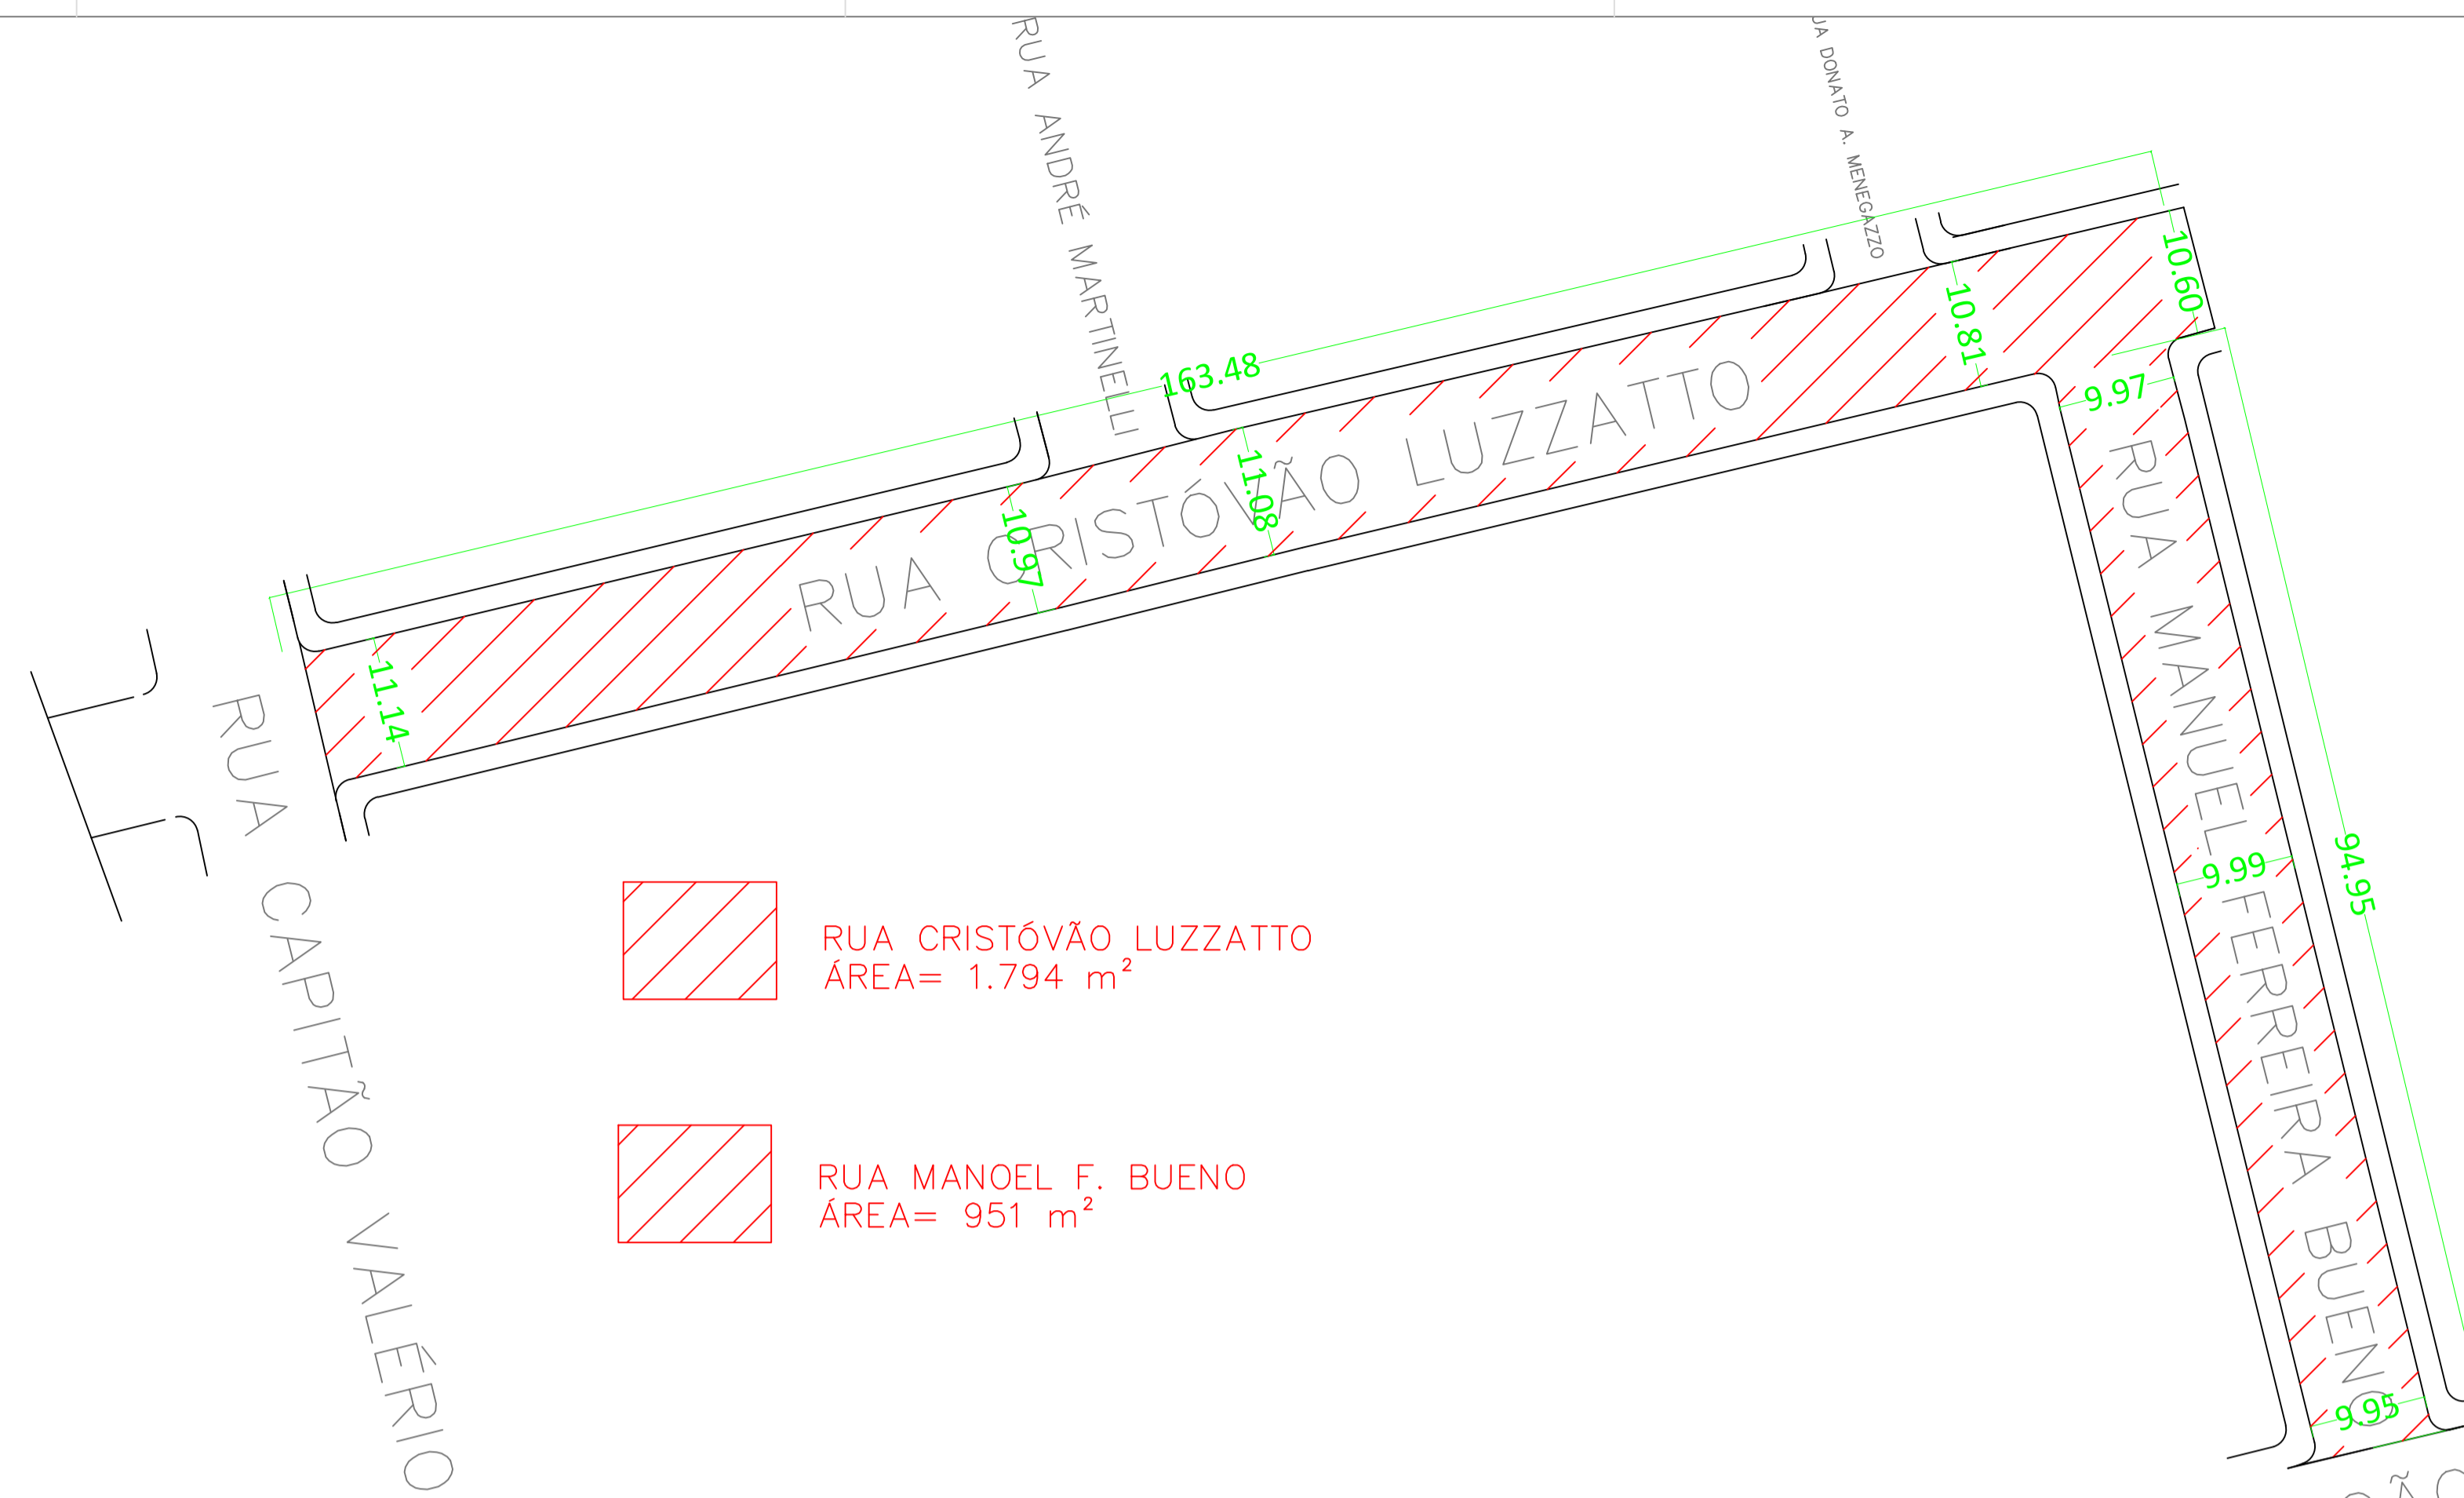 RUA ANDRÉ MARTINELLI
UA DONATO A. MENEGAZZO
163.48
10.60
10.81
9.97
11.08
10.97
11.14
RUA CRISTÓVÃO LUZZATTO
RUA MANUEL FERREIRA BUENO
9.99
94.95
9.95
RUA CAPITÃO VALÉRIO
RUA CRISTÓVÃO LUZZATTO
ÁREA= 1.794 m²
RUA MANOEL F. BUENO
ÁREA= 951 m²